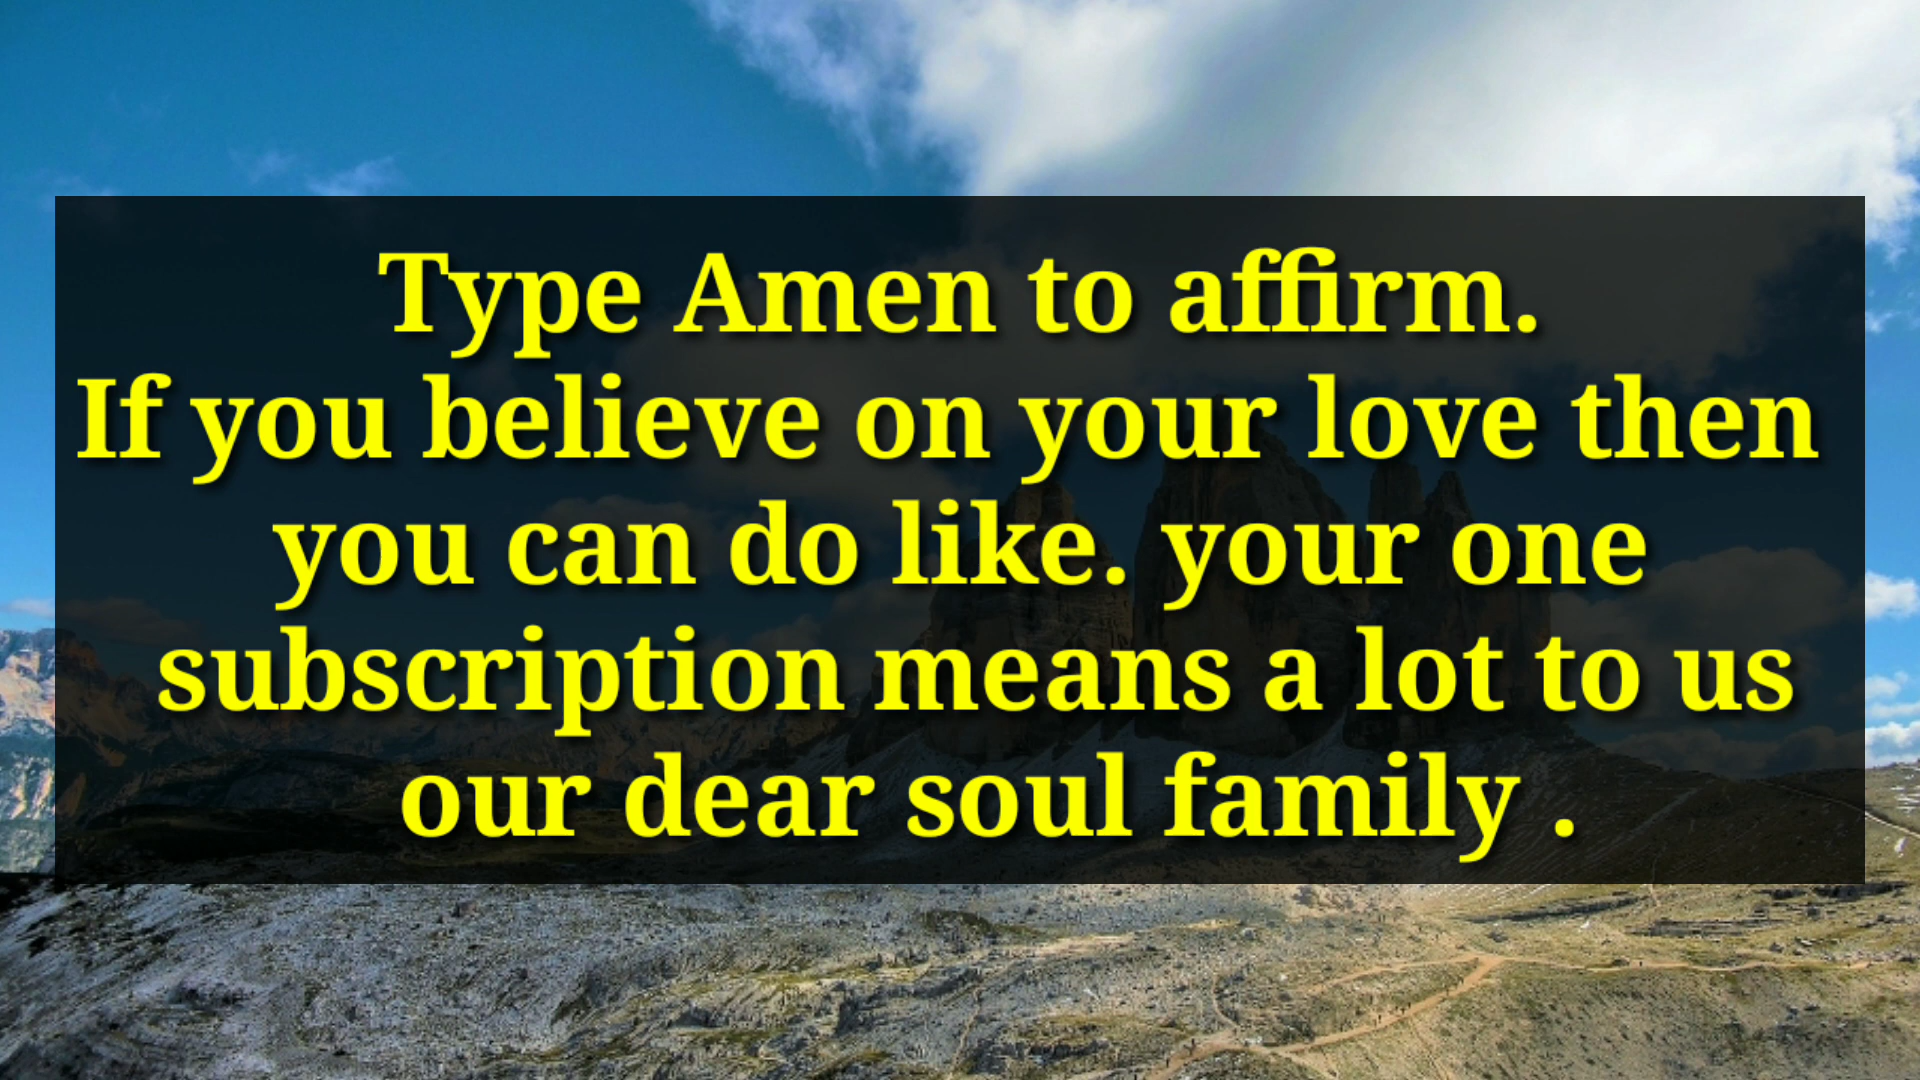 Type Amen to affirm.
If you believe on your love then
you can do like. your one
subscription means a lot to us
our dear soul family .